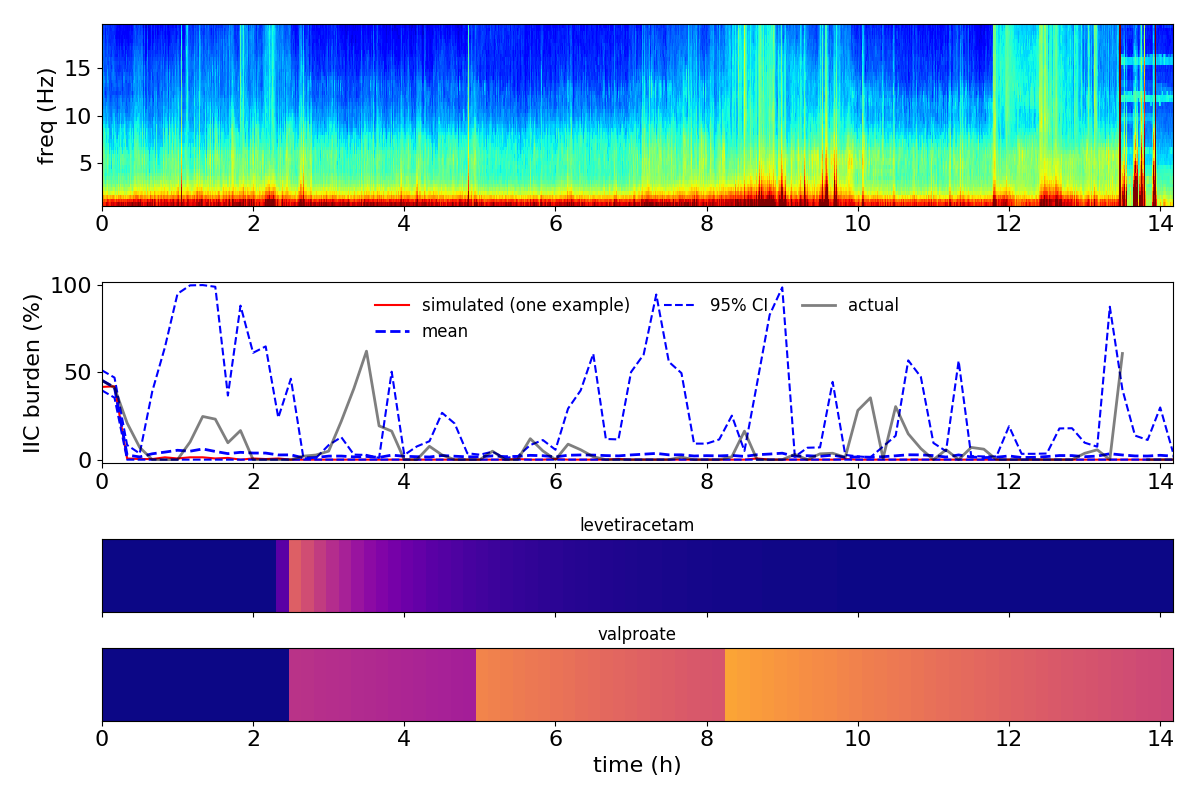 freq (Hz)
15
10
5
0 2 4 6 8 10 12 14
IIC burden (%)
100
50
0
simulated (one example)
mean
95% CI
actual
0 2 4 6 8 10 12 14
levetiracetam
valproate
0 2 4 6 8 10 12 14
time (h)